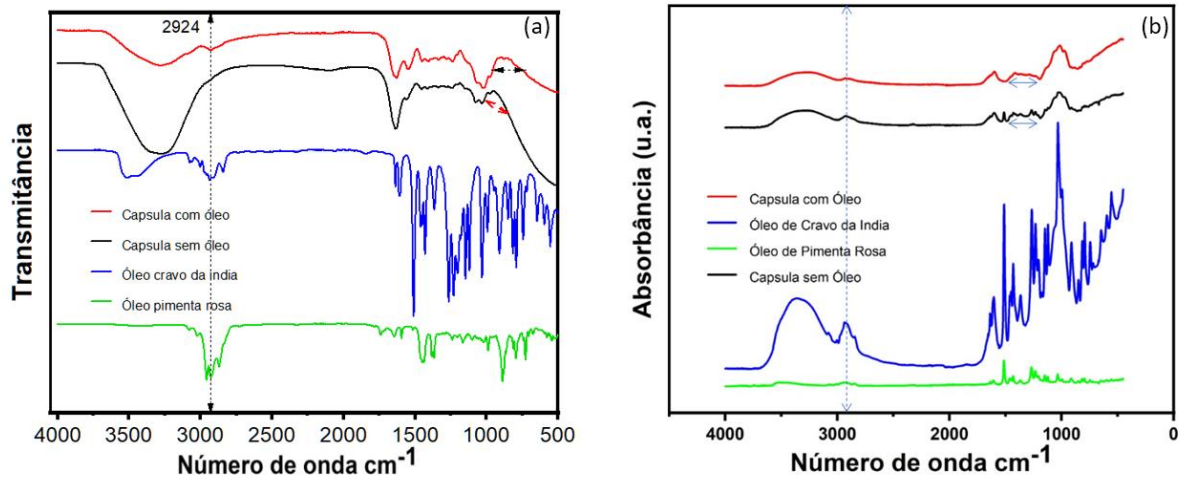 (a)
2924
Transmitância
Capsula com óleo
Capsula sem óleo
Óleo cravo da índia
Óleo pimenta rosa
4000 3500 3000 2500 2000 1500 1000 500
Número de onda cm-1
(b)
Absorbância (u.a.)
Capsula com Óleo
Óleo de Cravo da India
Óleo de Pimenta Rosa
Capsula sem Óleo
4000 3000 2000 1000 0
Número de onda cm-1